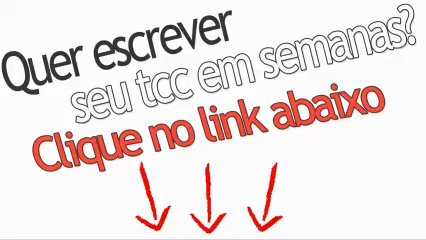 Quer escrever
seu tcc em semanas?
Clique no link abaixo